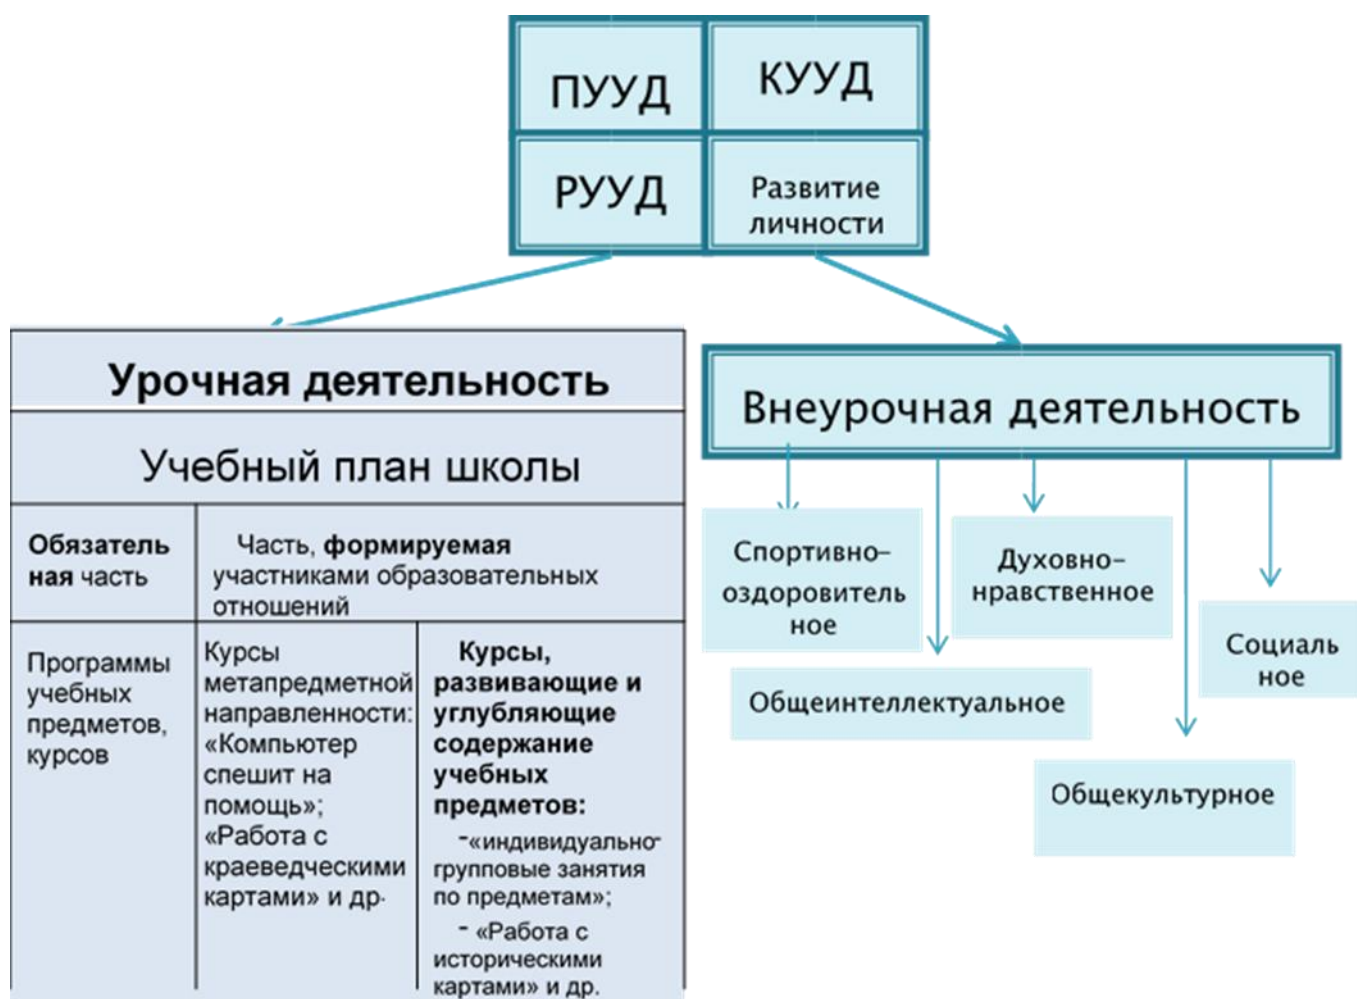 ПУУД
КУУД
РУУД
Развитие
личности
Урочная деятельность
Учебный план школы
Обязатель
ная часть
Часть, формируемая
участниками образовательных
отношений
Программы
учебных
предметов,
курсов
Курсы
метапредметной
направленности:
«Компьютер
спешит на
помощь»;
«Работа с
краеведческими
картами» и др.
Курсы,
развивающие и
углубляющие
содержание
учебных
предметов:
-«индивидуально-
групповые занятия
по предметам»;
- «Работа с
историческими
картами» и др.
Внеурочная деятельность
Спортивно-
оздоровитель
ное
Духовно-
нравственное
Социаль
ное
Общеинтеллектуальное
Общекультурное